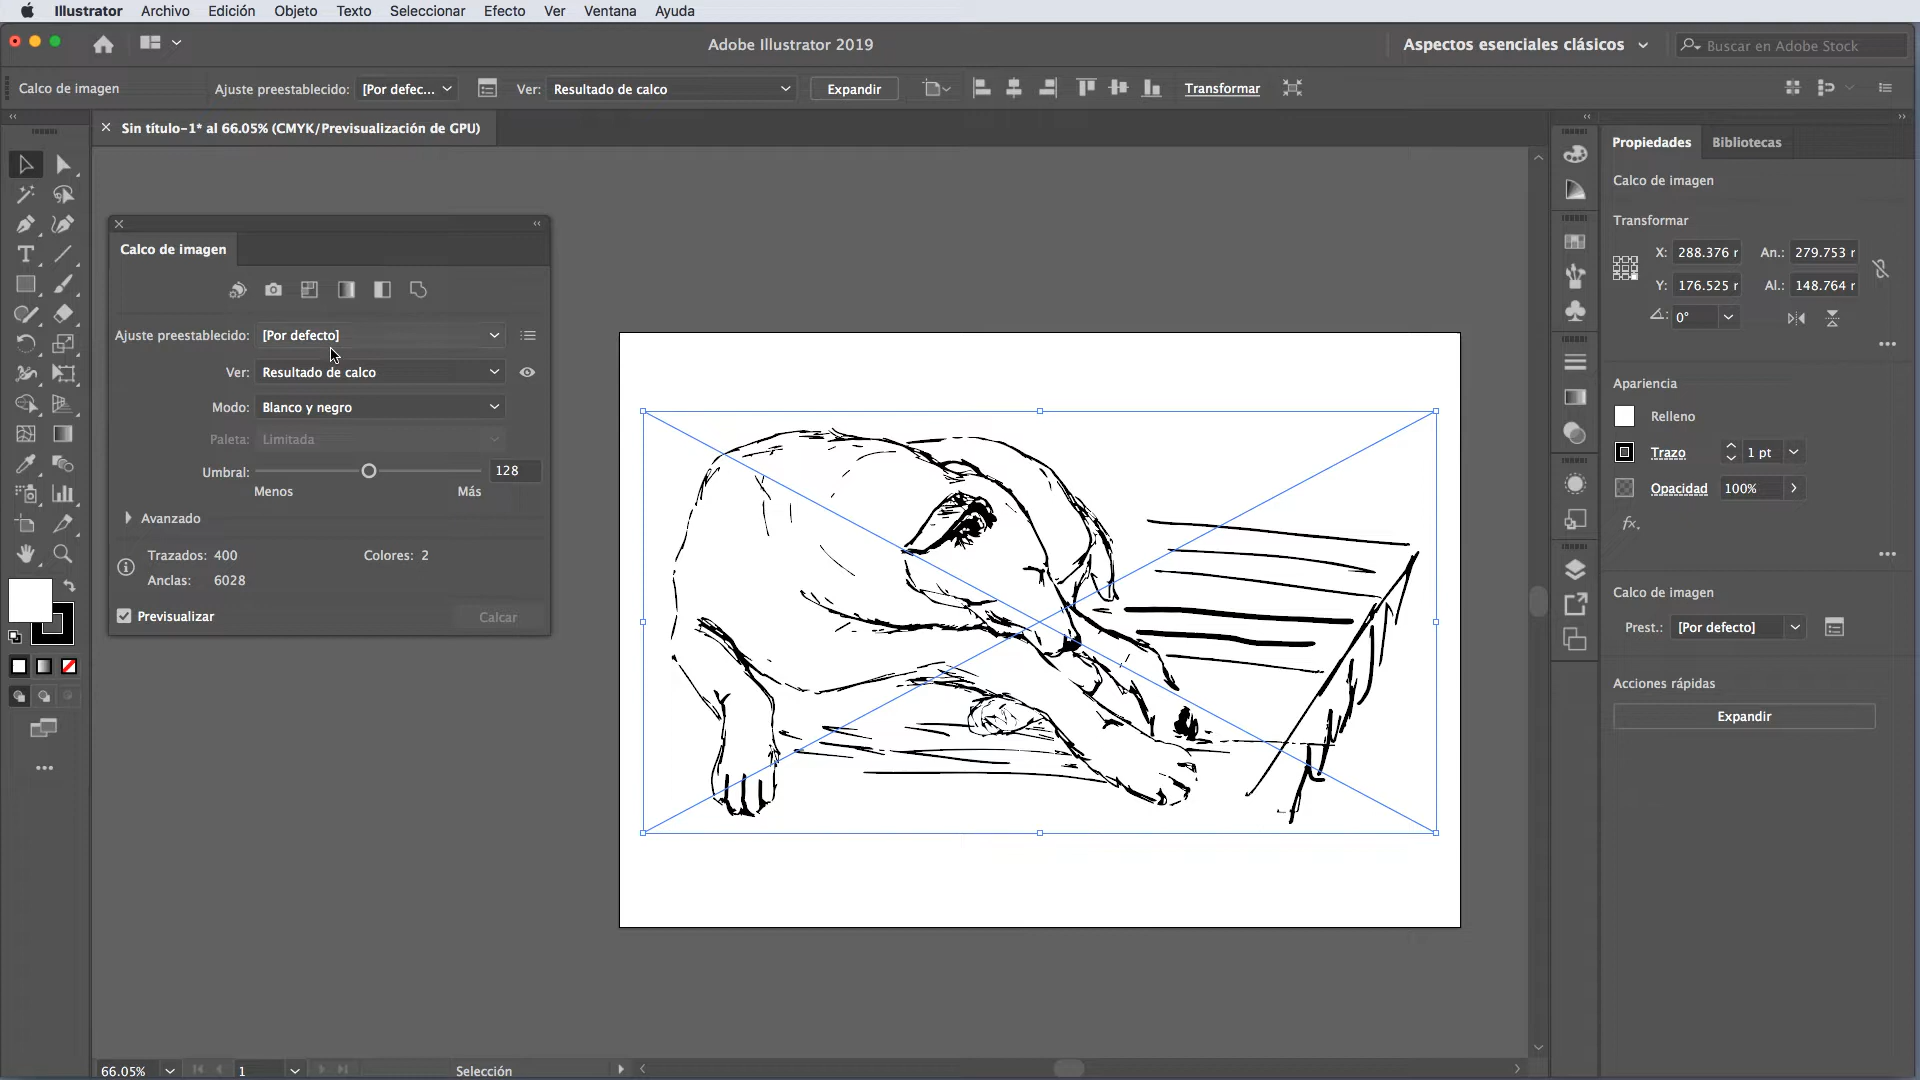 Illustrator Archivo Edición Objeto Texto Seleccionar Efecto Ver Ventana Ayuda
Adobe Illustrator 2019
Aspectos esenciales clásicos
Buscar en Adobe Stock
Calco de imagen
Ajuste preestablecido: [Por defec...
Ver: Resultado de calco
Expandir
Transformar
Sin título-1* al 66.05% (CMYK/Previsualización de GPU)
Calco de imagen
Ajuste preestablecido: [Por defecto]
Ver: Resultado de calco
Modo: Blanco y negro
Paleta: Limitada
Umbral: 128
Menos Más
Avanzado
Trazados: 400 Colores: 2
Anclas: 6028
Previsualizar
Calcar
Propiedades Bibliotecas
Calco de imagen
Transformar
X: 288.376 r An.: 279.753 r
Y: 176.525 r Al.: 148.764 r
0°
Apariencia
Relleno
Trazo 1 pt
Opacidad 100%
fx.
Calco de imagen
Prest.: [Por defecto]
Acciones rápidas
Expandir
66.05% 1 Selección